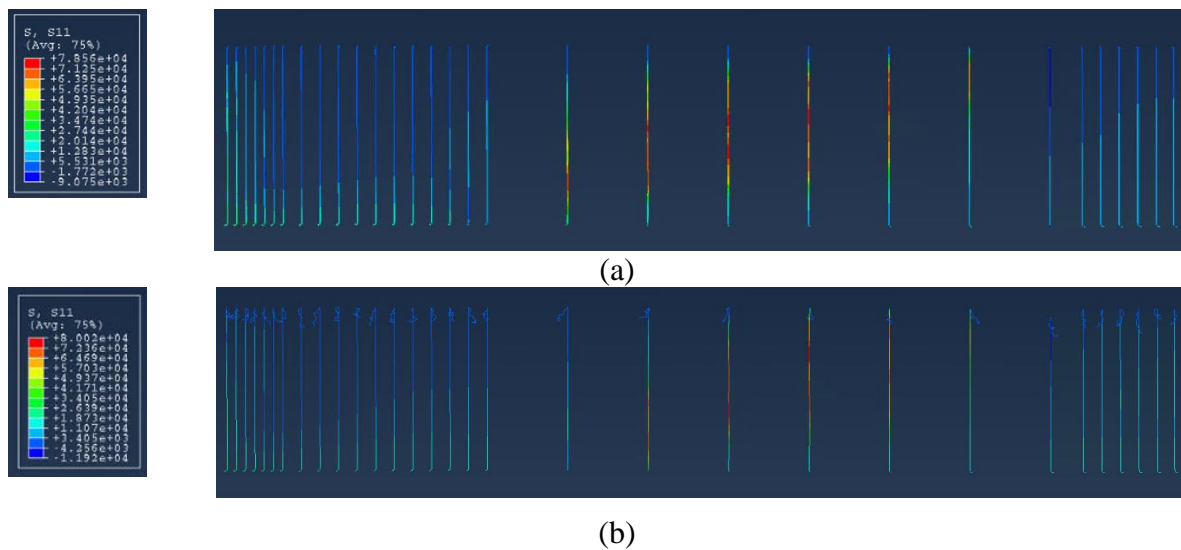 S, S11
(Avg: 75%)
+7.856e+04
+7.125e+04
+6.395e+04
+5.665e+04
+4.935e+04
+4.204e+04
+3.474e+04
+2.744e+04
+2.014e+04
+1.283e+04
+5.531e+03
-1.772e+03
-9.075e+03
(a)
S, S11
(Avg: 75%)
+8.002e+04
+7.236e+04
+6.469e+04
+5.703e+04
+4.937e+04
+4.171e+04
+3.405e+04
+2.639e+04
+1.873e+04
+1.107e+04
+3.405e+03
-4.256e+03
-1.192e+04
(b)